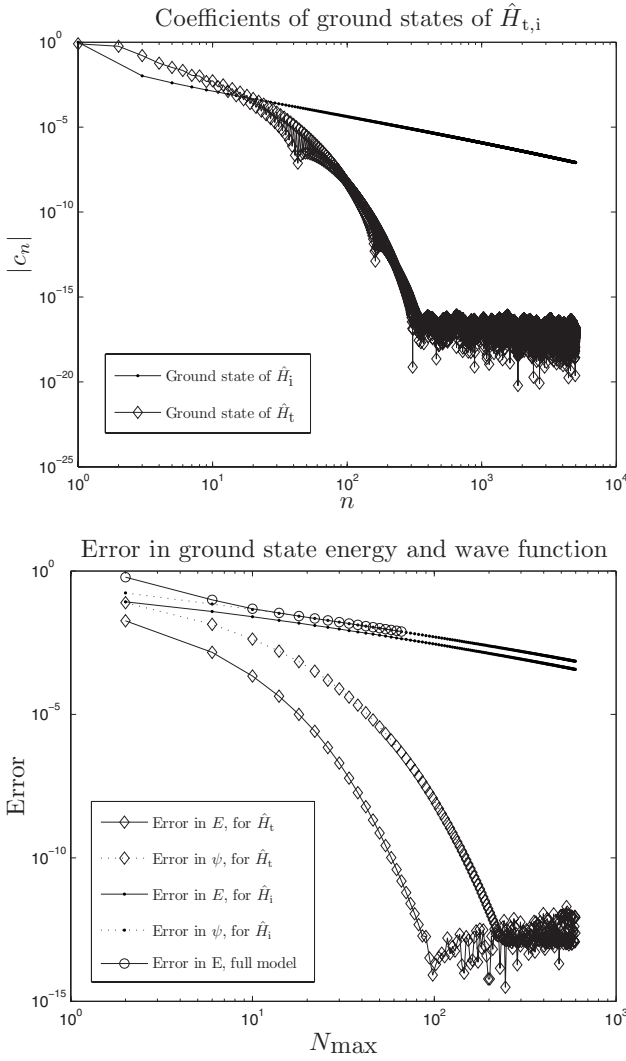 Coefficients of ground states of Ĥt,i
10^0
10^−5
10^−10
10^−15
10^−20
10^−25
|cn|
Ground state of Ĥi
Ground state of Ĥt
10^0
10^1
10^2
10^3
10^4
n
Error in ground state energy and wave function
10^0
10^−5
10^−10
10^−15
Error
Error in E, for Ĥt
Error in ψ, for Ĥt
Error in E, for Ĥi
Error in ψ, for Ĥi
Error in E, full model
10^0
10^1
10^2
10^3
Nmax